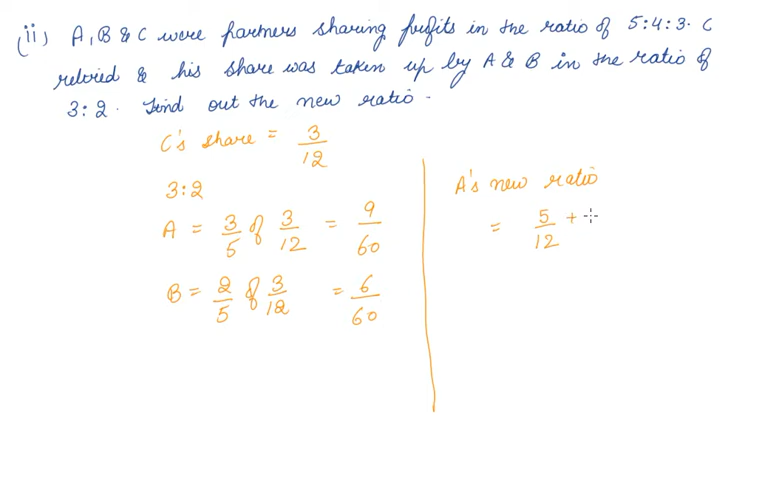 (ii) A, B & C were partners sharing profits in the ratio of 5:4:3. C
retired & his share was taken up by A & B in the ratio of
3:2. Find out the new ratio.
C's share = 3/12
3:2
A = 3/5 of 3/12 = 9/60
B = 2/5 of 3/12 = 6/60
A's new ratio
= 5/12 +